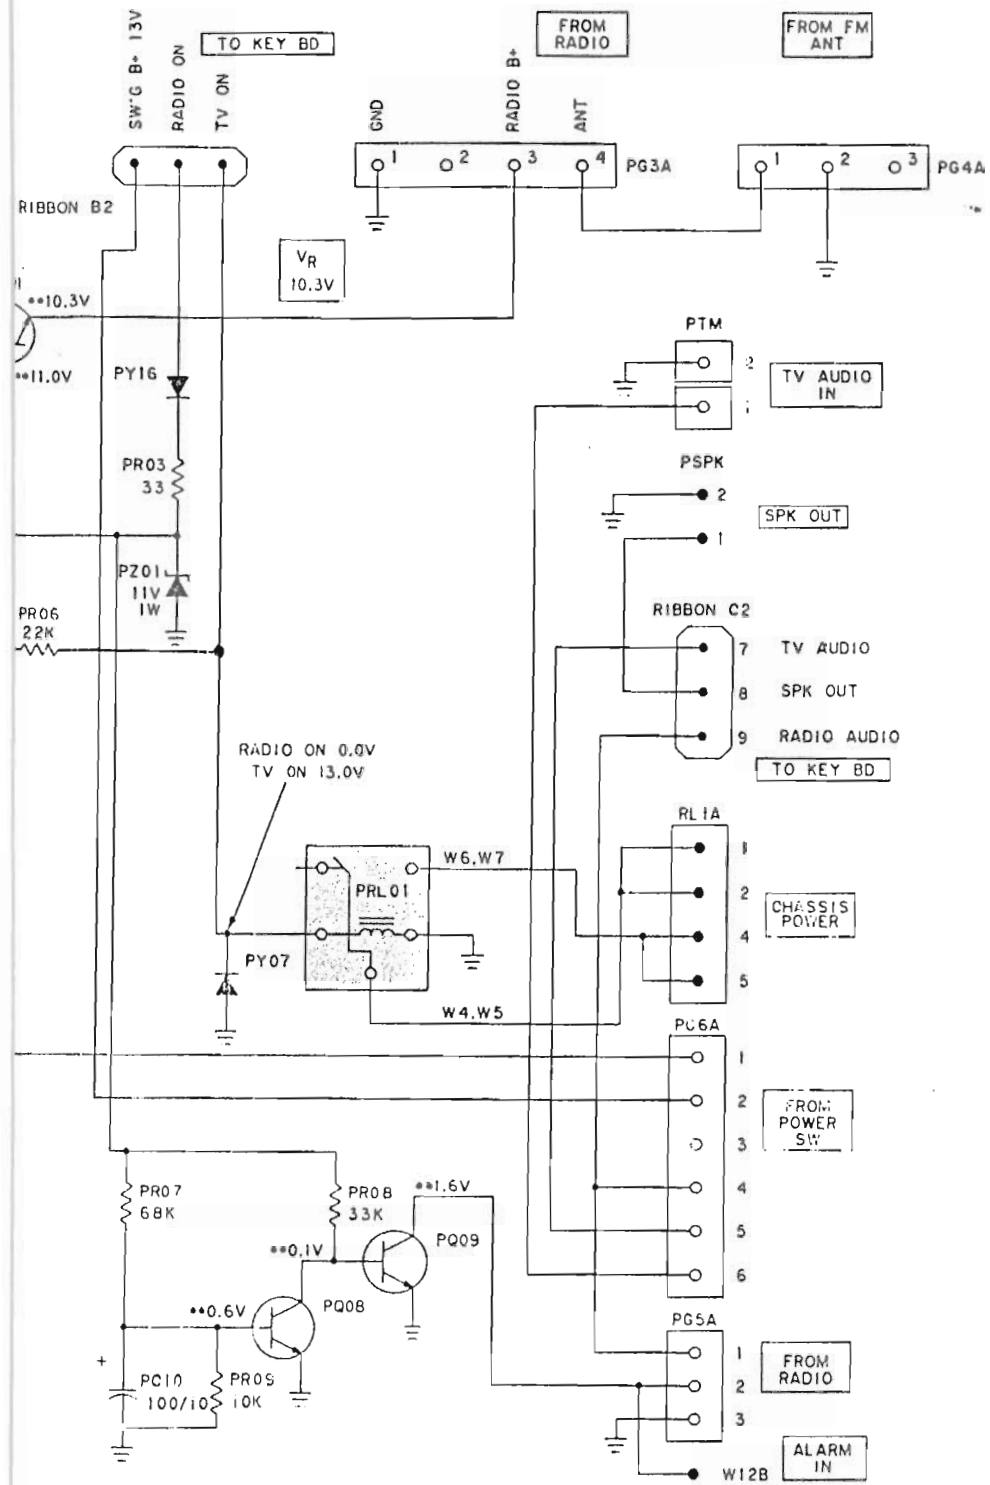 SW'G B+ 13V
RADIO ON
TV ON
TO KEY BD
FROM
RADIO
FROM FM
ANT
GND
RADIO B+
ANT
1 2 3 4 PG3A
1 2 3 PG4A
RIBBON B2
VR
10.3V
**10.3V
**11.0V
PY16
PTM
2
1
TV AUDIO
IN
PR03
33
PSPK
2
1
SPK OUT
PZ01
11V
1W
PR06
22K
RIBBON C2
7 TV AUDIO
8 SPK OUT
9 RADIO AUDIO
TO KEY BD
RADIO ON 0.0V
TV ON 13.0V
RL1A
1
2
4
5
CHASSIS
POWER
W6,W7
PRL01
PY07
W4,W5
PG6A
1
2
3
4
5
6
FROM
POWER
SW
PR07
68K
PR08
33K
**1.6V
PQ09
**0.1V
PQ08
**0.6V
+
PC10
100/10
PR09
10K
PG5A
1
2
3
FROM
RADIO
W12B
ALARM
IN